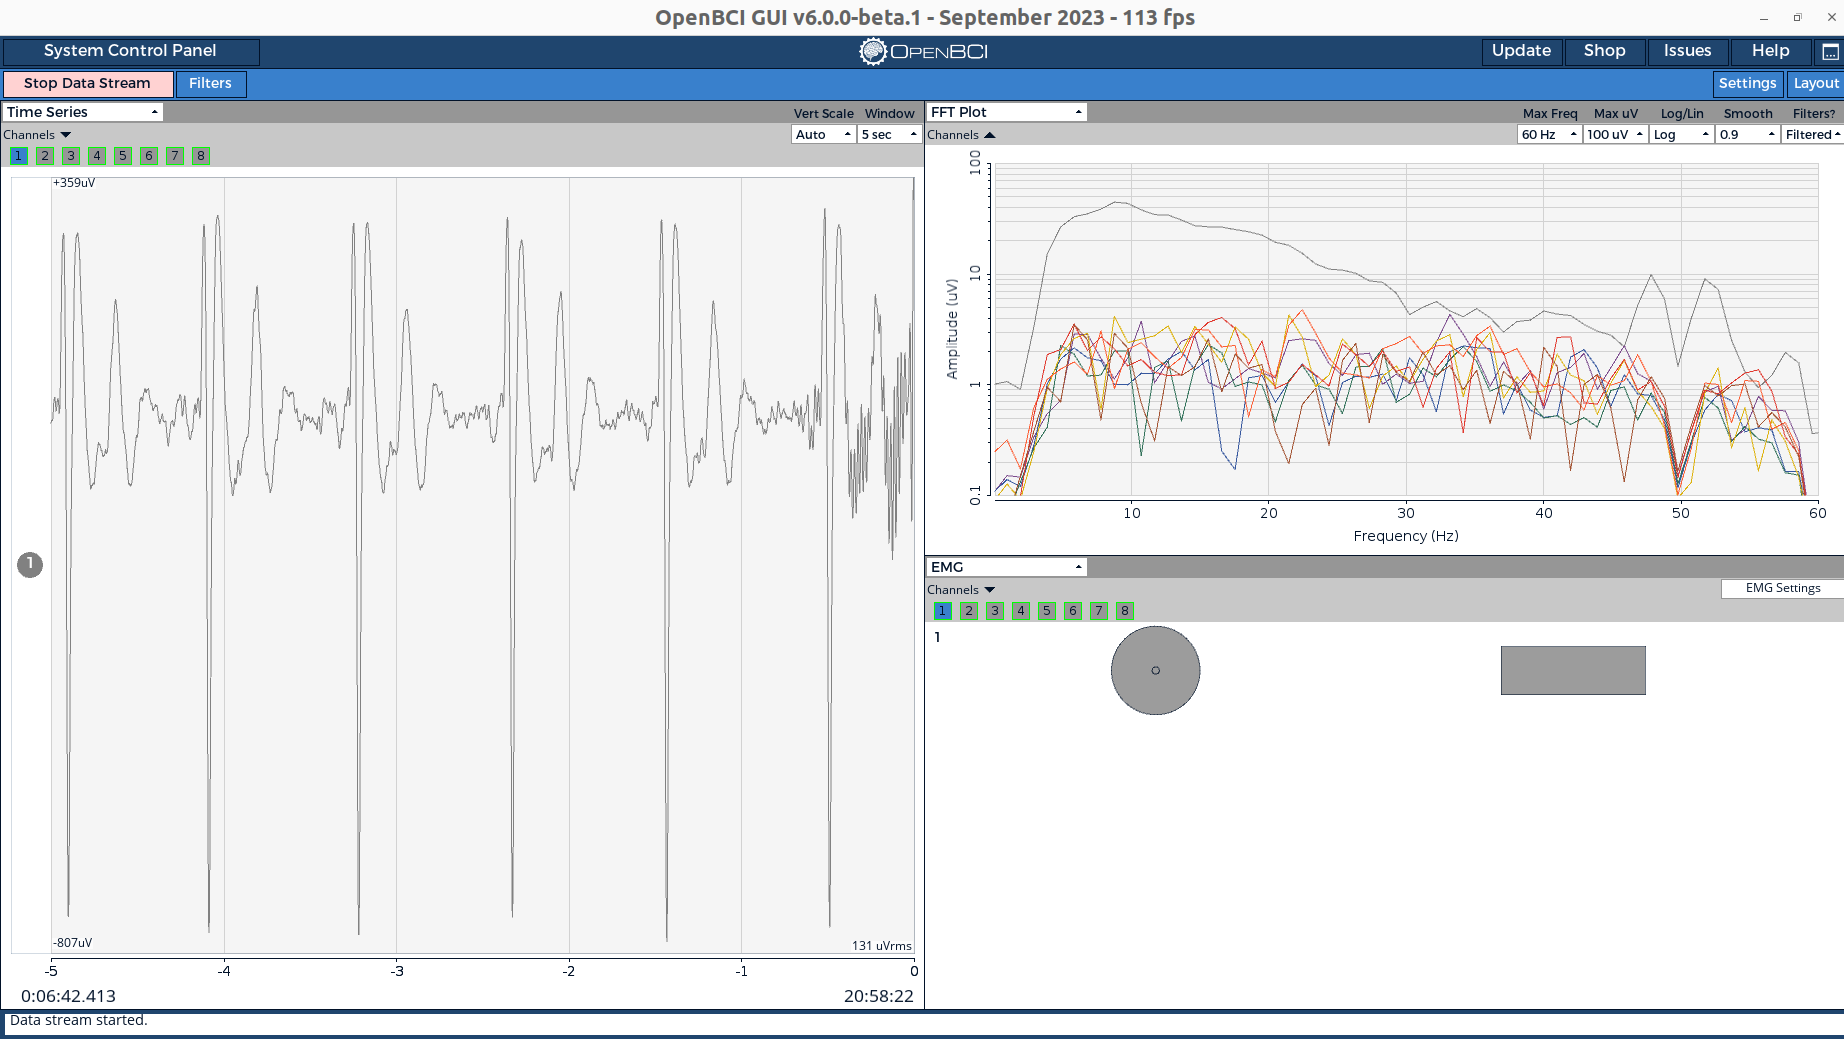 OpenBCI GUI v6.0.0-beta.1 - September 2023 - 113 fps
System Control Panel
OPENBCI
Update Shop Issues Help
Stop Data Stream Filters
Settings Layout
Time Series
Vert Scale Window
Channels
Auto 5 sec
1 2 3 4 5 6 7 8
+359uV
1
-807uV
131 uVrms
-5 -4 -3 -2 -1 0
0:06:42.413
20:58:22
FFT Plot
Max Freq Max uV Log/Lin Smooth Filters?
Channels
60 Hz 100 uV Log 0.9 Filtered
100
10
1
0.1
Amplitude (uV)
10 20 30 40 50 60
Frequency (Hz)
EMG
Channels
EMG Settings
1 2 3 4 5 6 7 8
1
Data stream started.